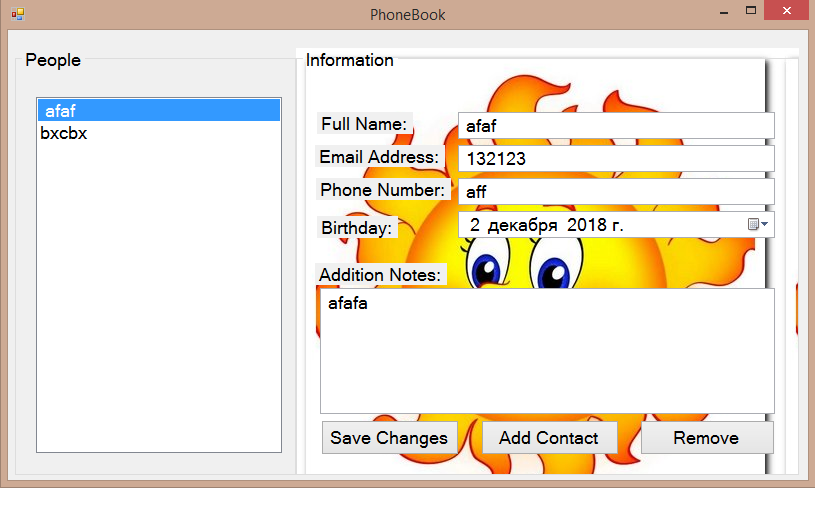 PhoneBook
People
Information
afaf
bxcbx
Full Name: afaf
Email Address: 132123
Phone Number: aff
Birthday: 2 декабря 2018 г.
Addition Notes:
afafa
Save Changes Add Contact Remove